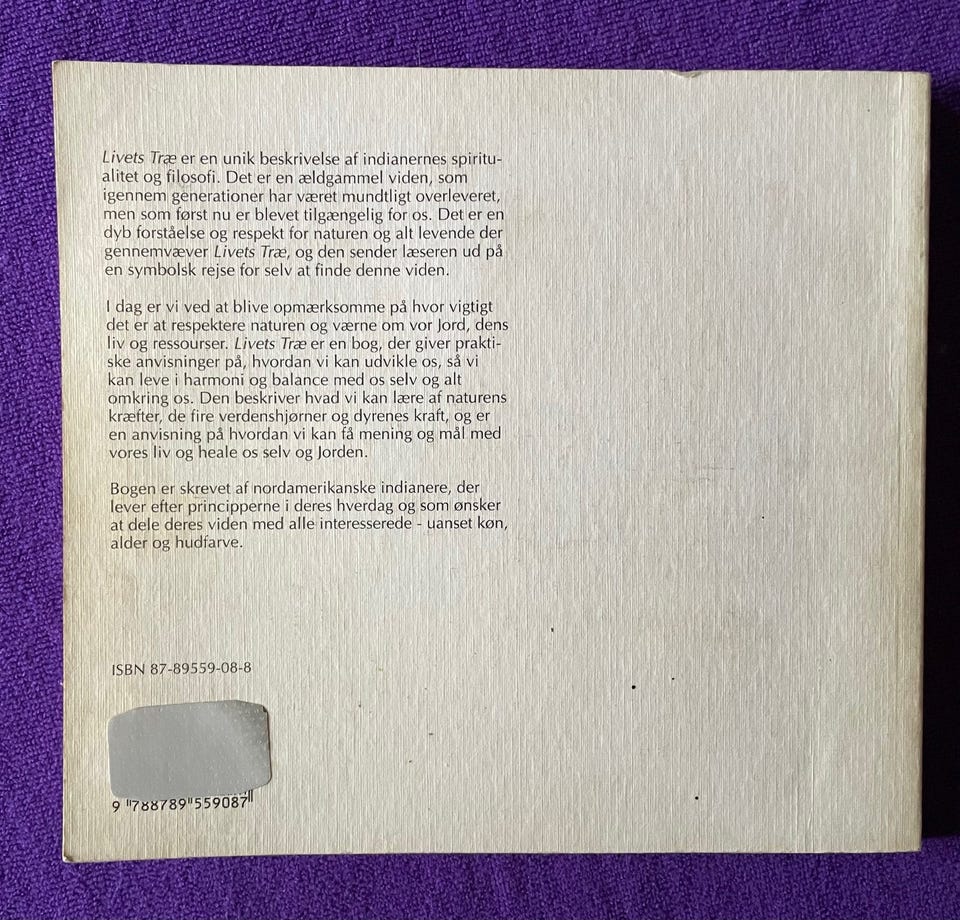 Livets Træ er en unik beskrivelse af indianernes spiritu-
alitet og filosofi. Det er en ældgammel viden, som
igennem generationer har været mundtligt overleveret,
men som først nu er blevet tilgængelig for os. Det er en
dyb forståelse og respekt for naturen og alt levende der
gennemvæver Livets Træ, og den sender læseren ud på
en symbolsk rejse for selv at finde denne viden.
I dag er vi ved at blive opmærksomme på hvor vigtigt
det er at respektere naturen og værne om vor Jord, dens
liv og ressourser. Livets Træ er en bog, der giver prakti-
ske anvisninger på, hvordan vi kan udvikle os, så vi
kan leve i harmoni og balance med os selv og alt
omkring os. Den beskriver hvad vi kan lære af naturens
kræfter, de fire verdenshjørner og dyrenes kraft, og er
en anvisning på hvordan vi kan få mening og mål med
vores liv og heale os selv og Jorden.
Bogen er skrevet af nordamerikanske indianere, der
lever efter principperne i deres hverdag og som ønsker
at dele deres viden med alle interesserede - uanset køn,
alder og hudfarve.
ISBN 87-89559-08-8
9 788789 559087